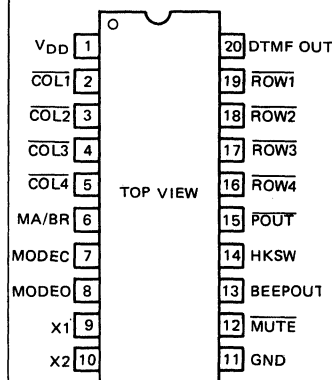 VDD 1 20 DTMF OUT
COL1 2 19 ROW1
COL2 3 18 ROW2
COL3 4 17 ROW3
COL4 5 16 ROW4
TOP VIEW
MA/BR 6 15 POUT
MODEC 7 14 HKSW
MODEO 8 13 BEEPOUT
X1 9 12 MUTE
X2 10 11 GND